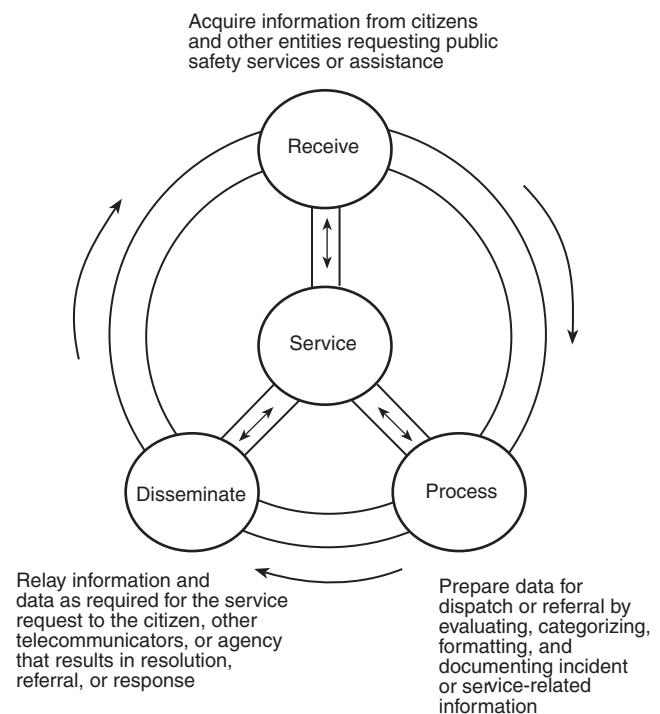 Acquire information from citizens
and other entities requesting public
safety services or assistance
Receive
Service
Disseminate
Process
Relay information and
data as required for the service
request to the citizen, other
telecommunicators, or agency
that results in resolution,
referral, or response
Prepare data for
dispatch or referral by
evaluating, categorizing,
formatting, and
documenting incident
or service-related
information